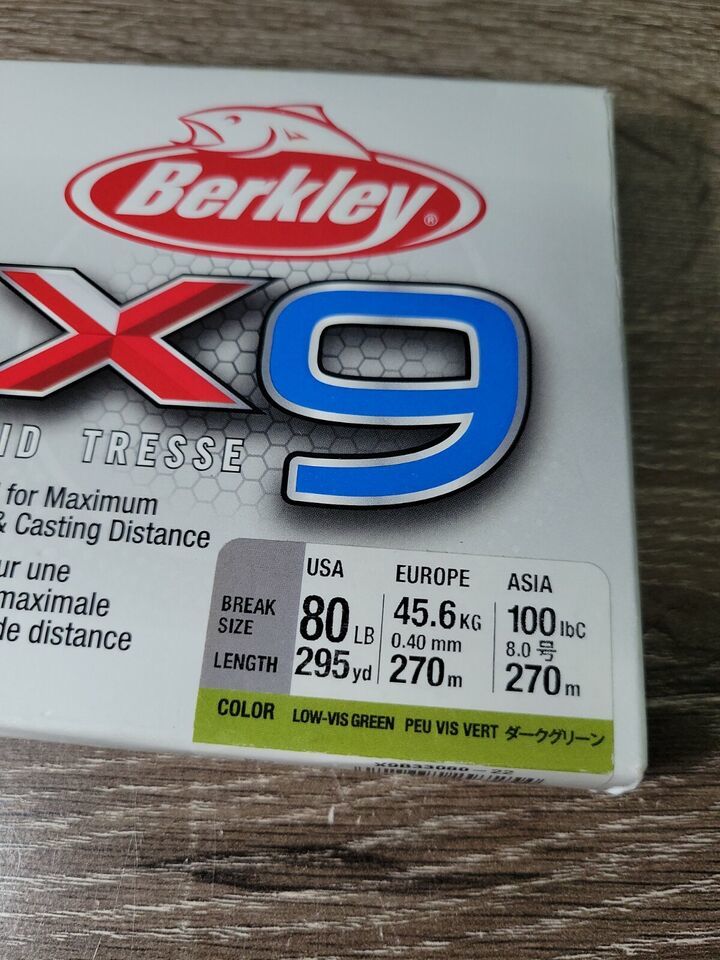 Berkley®
X9
ID TRESSE
for Maximum
& Casting Distance
ur une
maximale
de distance
USA EUROPE ASIA
BREAK SIZE 80 LB 45.6 KG 0.40 mm 100 lbC 8.0 号
LENGTH 295 yd 270 m 270 m
COLOR LOW-VIS GREEN PEU VIS VERT ダークグリーン
X9B33080-22